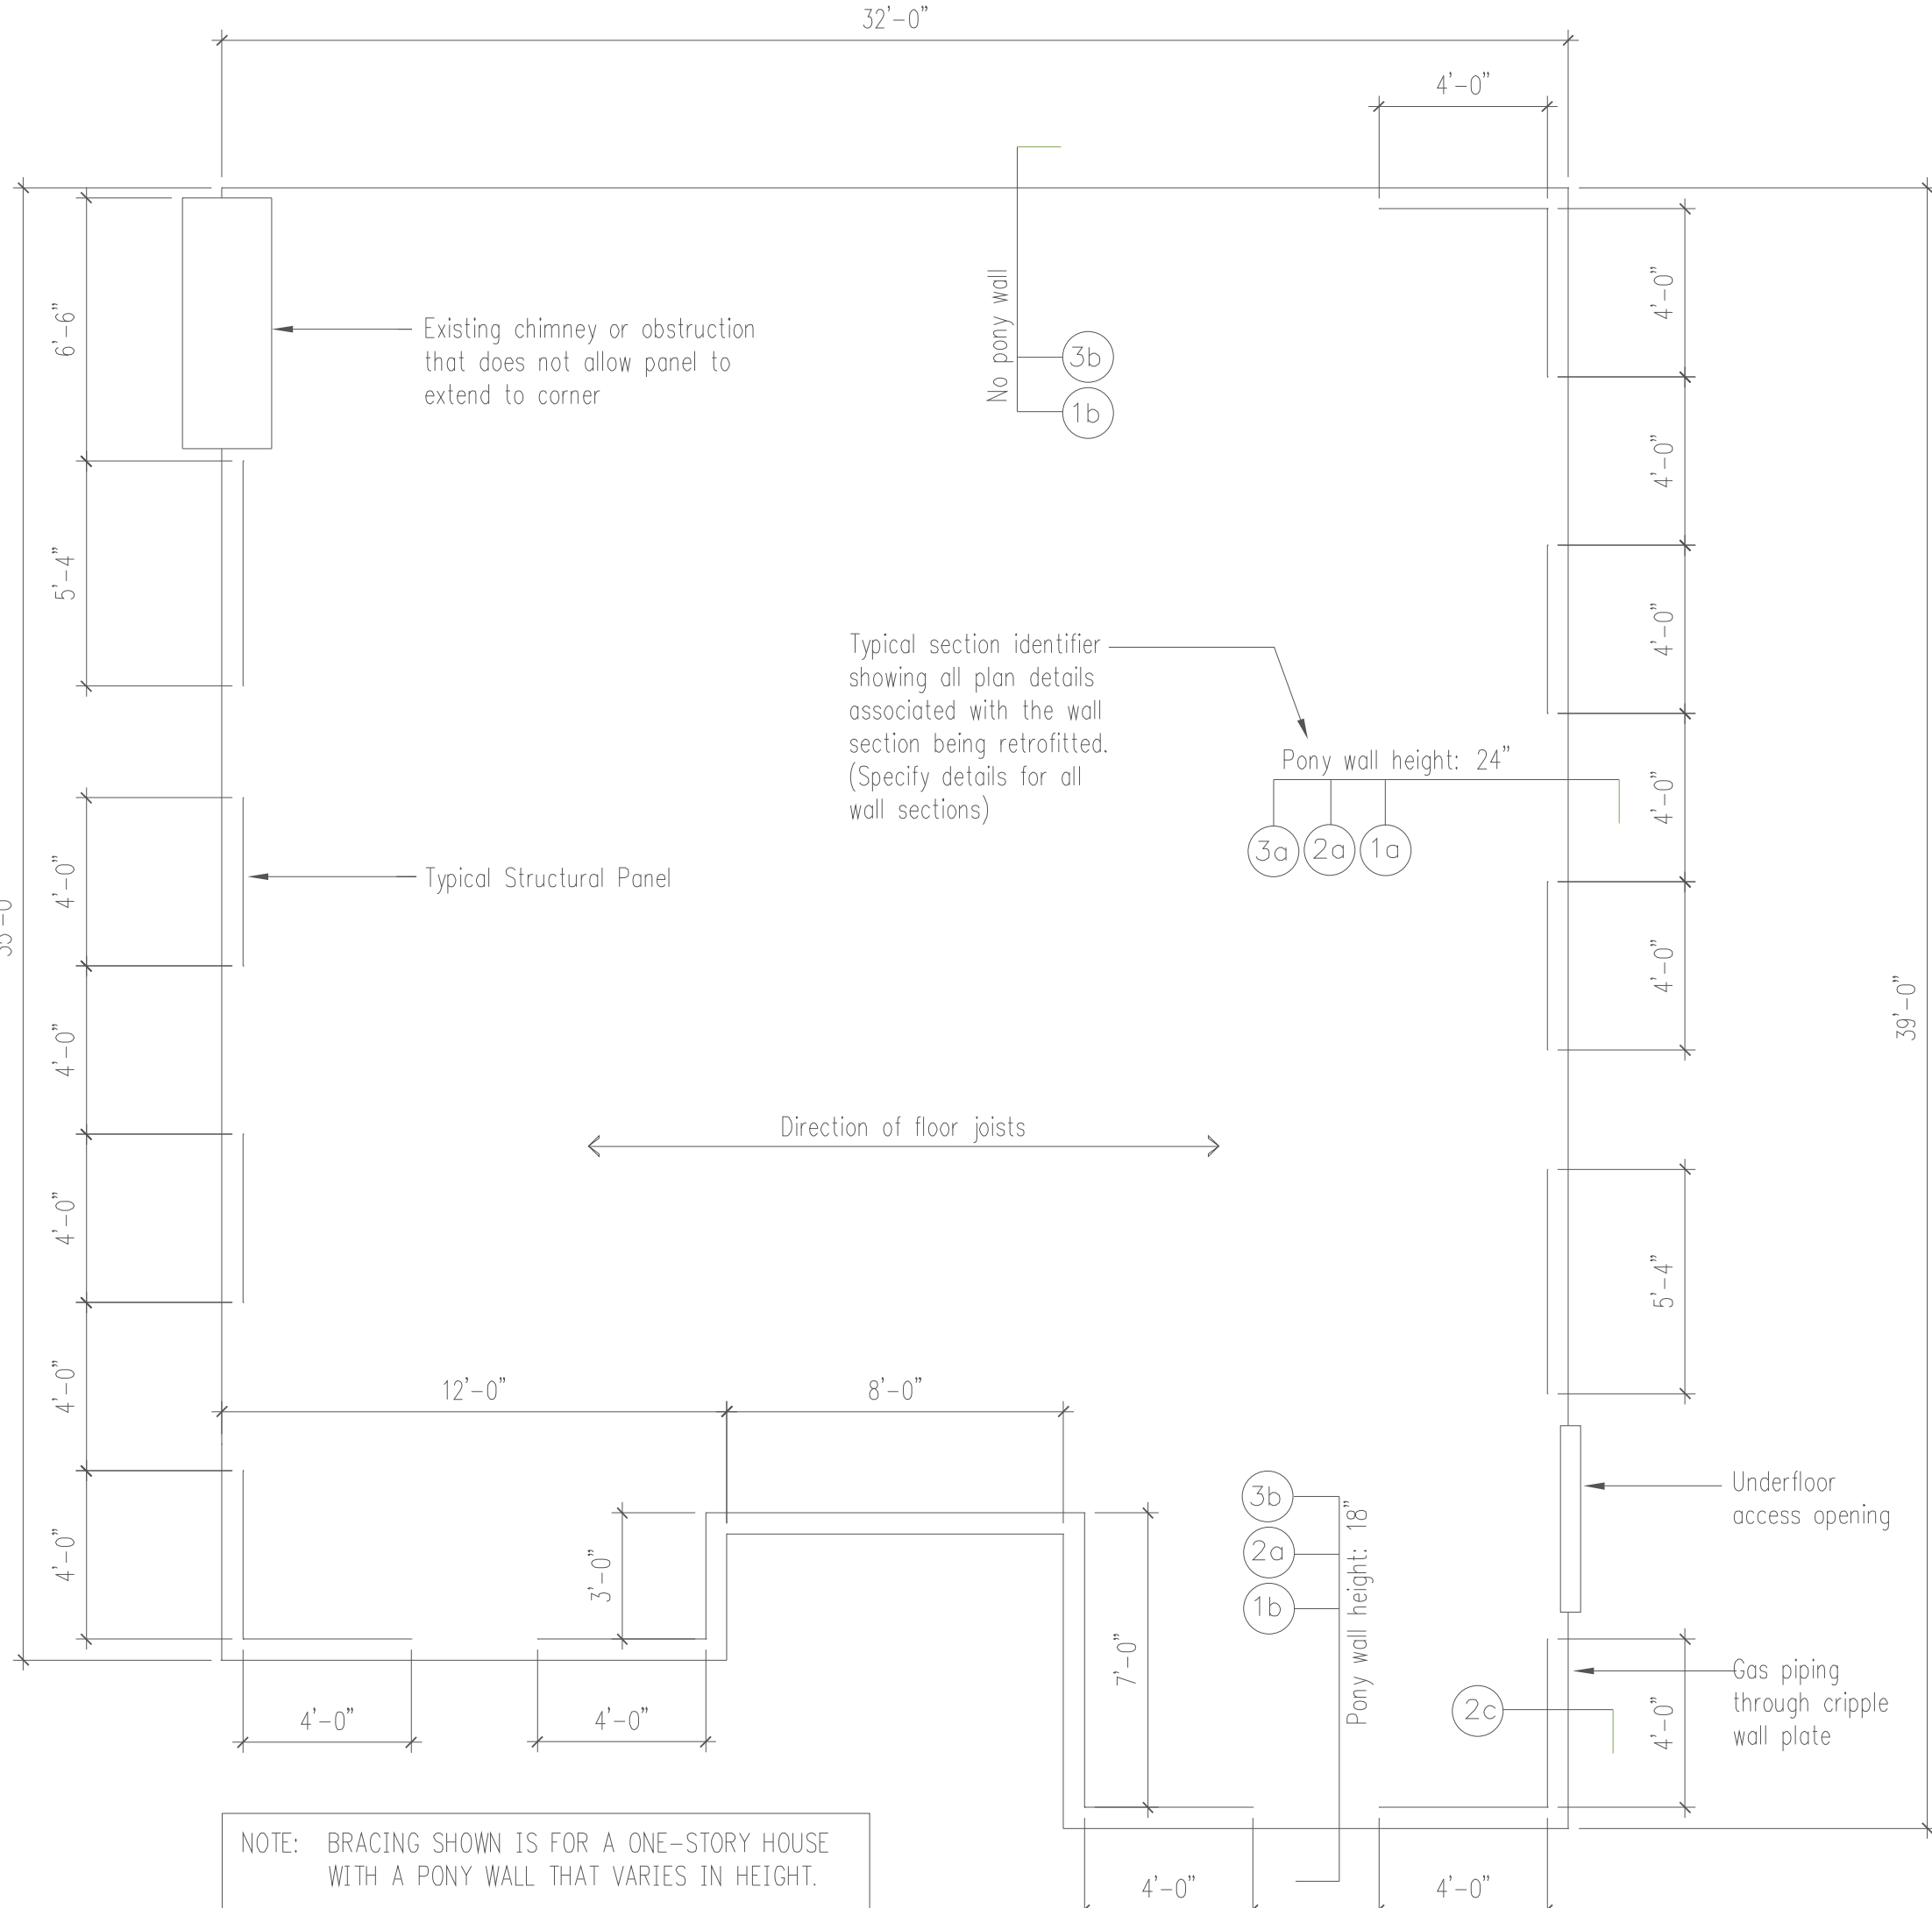 32'-0"
4'-0"
6'-6"
Existing chimney or obstruction
that does not allow panel to
extend to corner
No pony wall
3b
1b
4'-0"
4'-0"
5'-4"
Typical section identifier
showing all plan details
associated with the wall
section being retrofitted.
(Specify details for all
wall sections)
4'-0"
Pony wall height: 24"
3a
2a
1a
4'-0"
4'-0"
Typical Structural Panel
4'-0"
39'-0"
4'-0"
Direction of floor joists
4'-0"
5'-4"
4'-0"
12'-0"
8'-0"
4'-0"
3'-0"
7'-0"
3b
2a
1b
Pony wall height: 18"
Underfloor
access opening
Gas piping
through cripple
wall plate
2c
4'-0"
4'-0"
4'-0"
NOTE: BRACING SHOWN IS FOR A ONE-STORY HOUSE
WITH A PONY WALL THAT VARIES IN HEIGHT.
4'-0"
4'-0"